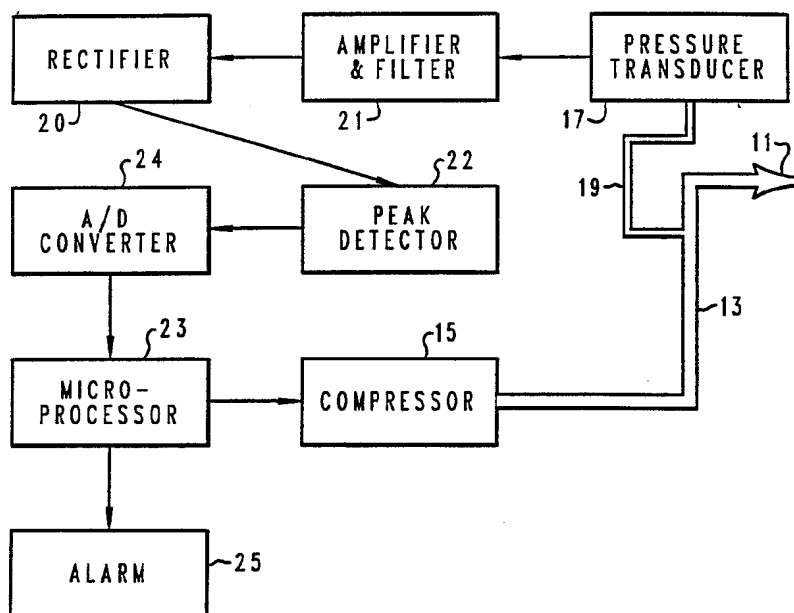 RECTIFIER
20
AMPLIFIER
& FILTER
21
PRESSURE
TRANSDUCER
17
11
19
24
A/D
CONVERTER
22
PEAK
DETECTOR
13
23
MICRO-
PROCESSOR
15
COMPRESSOR
ALARM
25